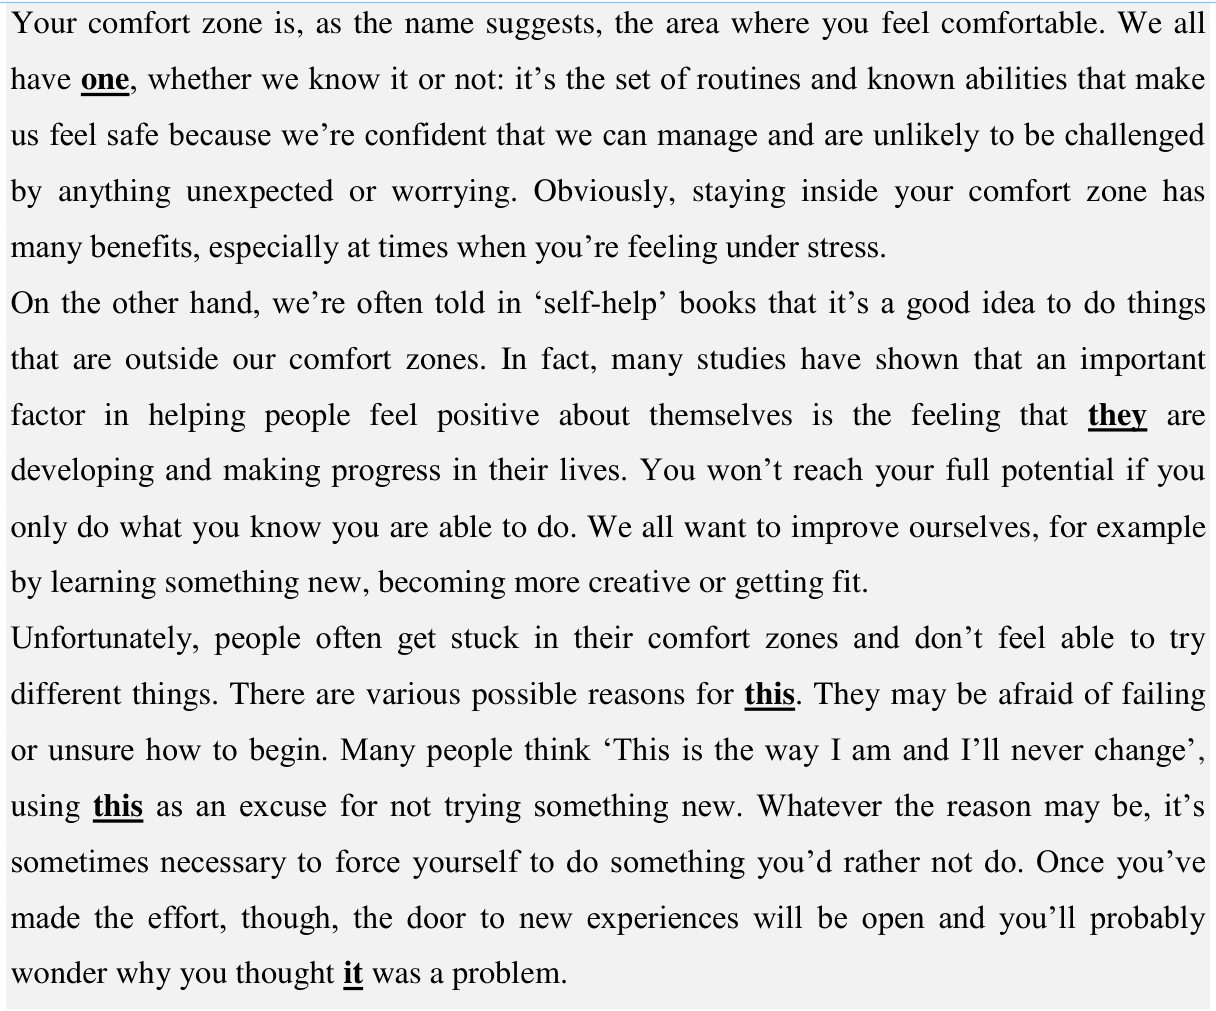 Your comfort zone is, as the name suggests, the area where you feel comfortable. We all
have one, whether we know it or not: it’s the set of routines and known abilities that make
us feel safe because we’re confident that we can manage and are unlikely to be challenged
by anything unexpected or worrying. Obviously, staying inside your comfort zone has
many benefits, especially at times when you’re feeling under stress.
On the other hand, we’re often told in ‘self-help’ books that it’s a good idea to do things
that are outside our comfort zones. In fact, many studies have shown that an important
factor in helping people feel positive about themselves is the feeling that they are
developing and making progress in their lives. You won’t reach your full potential if you
only do what you know you are able to do. We all want to improve ourselves, for example
by learning something new, becoming more creative or getting fit.
Unfortunately, people often get stuck in their comfort zones and don’t feel able to try
different things. There are various possible reasons for this. They may be afraid of failing
or unsure how to begin. Many people think ‘This is the way I am and I’ll never change’,
using this as an excuse for not trying something new. Whatever the reason may be, it’s
sometimes necessary to force yourself to do something you’d rather not do. Once you’ve
made the effort, though, the door to new experiences will be open and you’ll probably
wonder why you thought it was a problem.